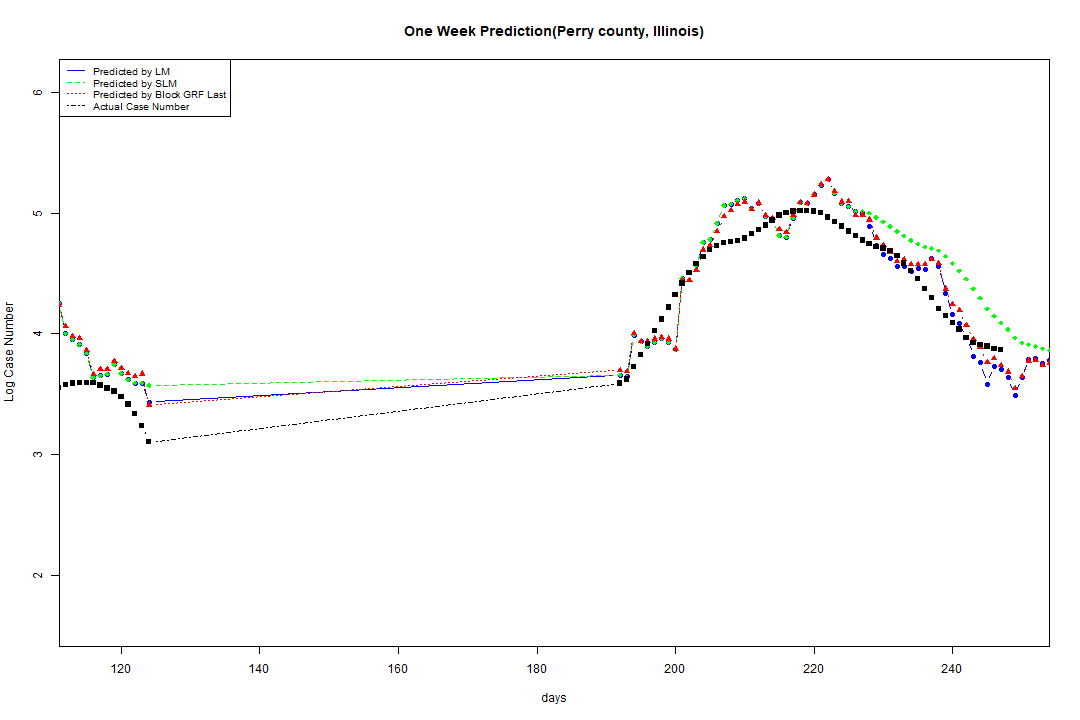 One Week Prediction(Perry county, Illinois)
Predicted by LM
Predicted by SLM
Predicted by Block GRF Last
Actual Case Number
6
5
4
3
2
Log Case Number
120 140 160 180 200 220 240
days